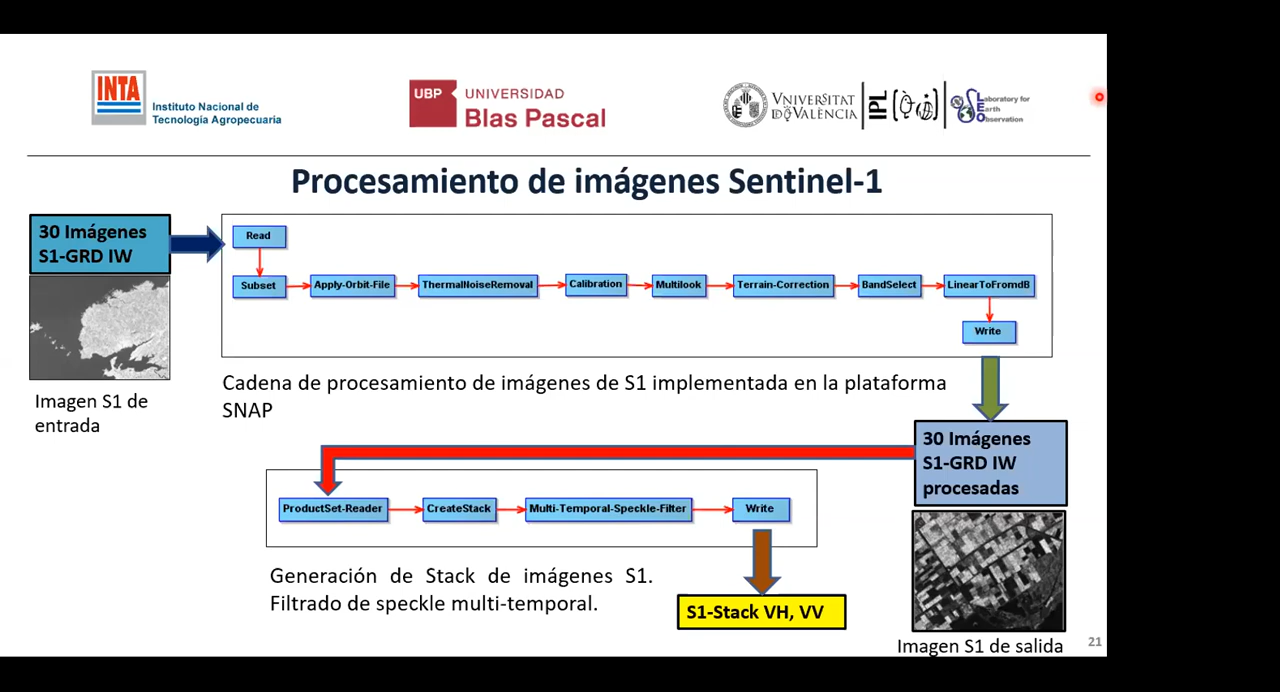 INTA
Instituto Nacional de
Tecnología Agropecuaria
UBP
UNIVERSIDAD
Blas Pascal
VNIVERSITAT
DE VALÈNCIA
IPL
LEO
Laboratory for
Earth
Observation
Procesamiento de imágenes Sentinel-1
30 Imágenes
S1-GRD IW
Imagen S1 de
entrada
Read
Subset
Apply-Orbit-File
ThermalNoiseRemoval
Calibration
Multilook
Terrain-Correction
BandSelect
LinearToFromdB
Write
Cadena de procesamiento de imágenes de S1 implementada en la plataforma
SNAP
30 Imágenes
S1-GRD IW
procesadas
ProductSet-Reader
CreateStack
Multi-Temporal-Speckle-Filter
Write
Generación de Stack de imágenes S1.
Filtrado de speckle multi-temporal.
S1-Stack VH, VV
Imagen S1 de salida
21